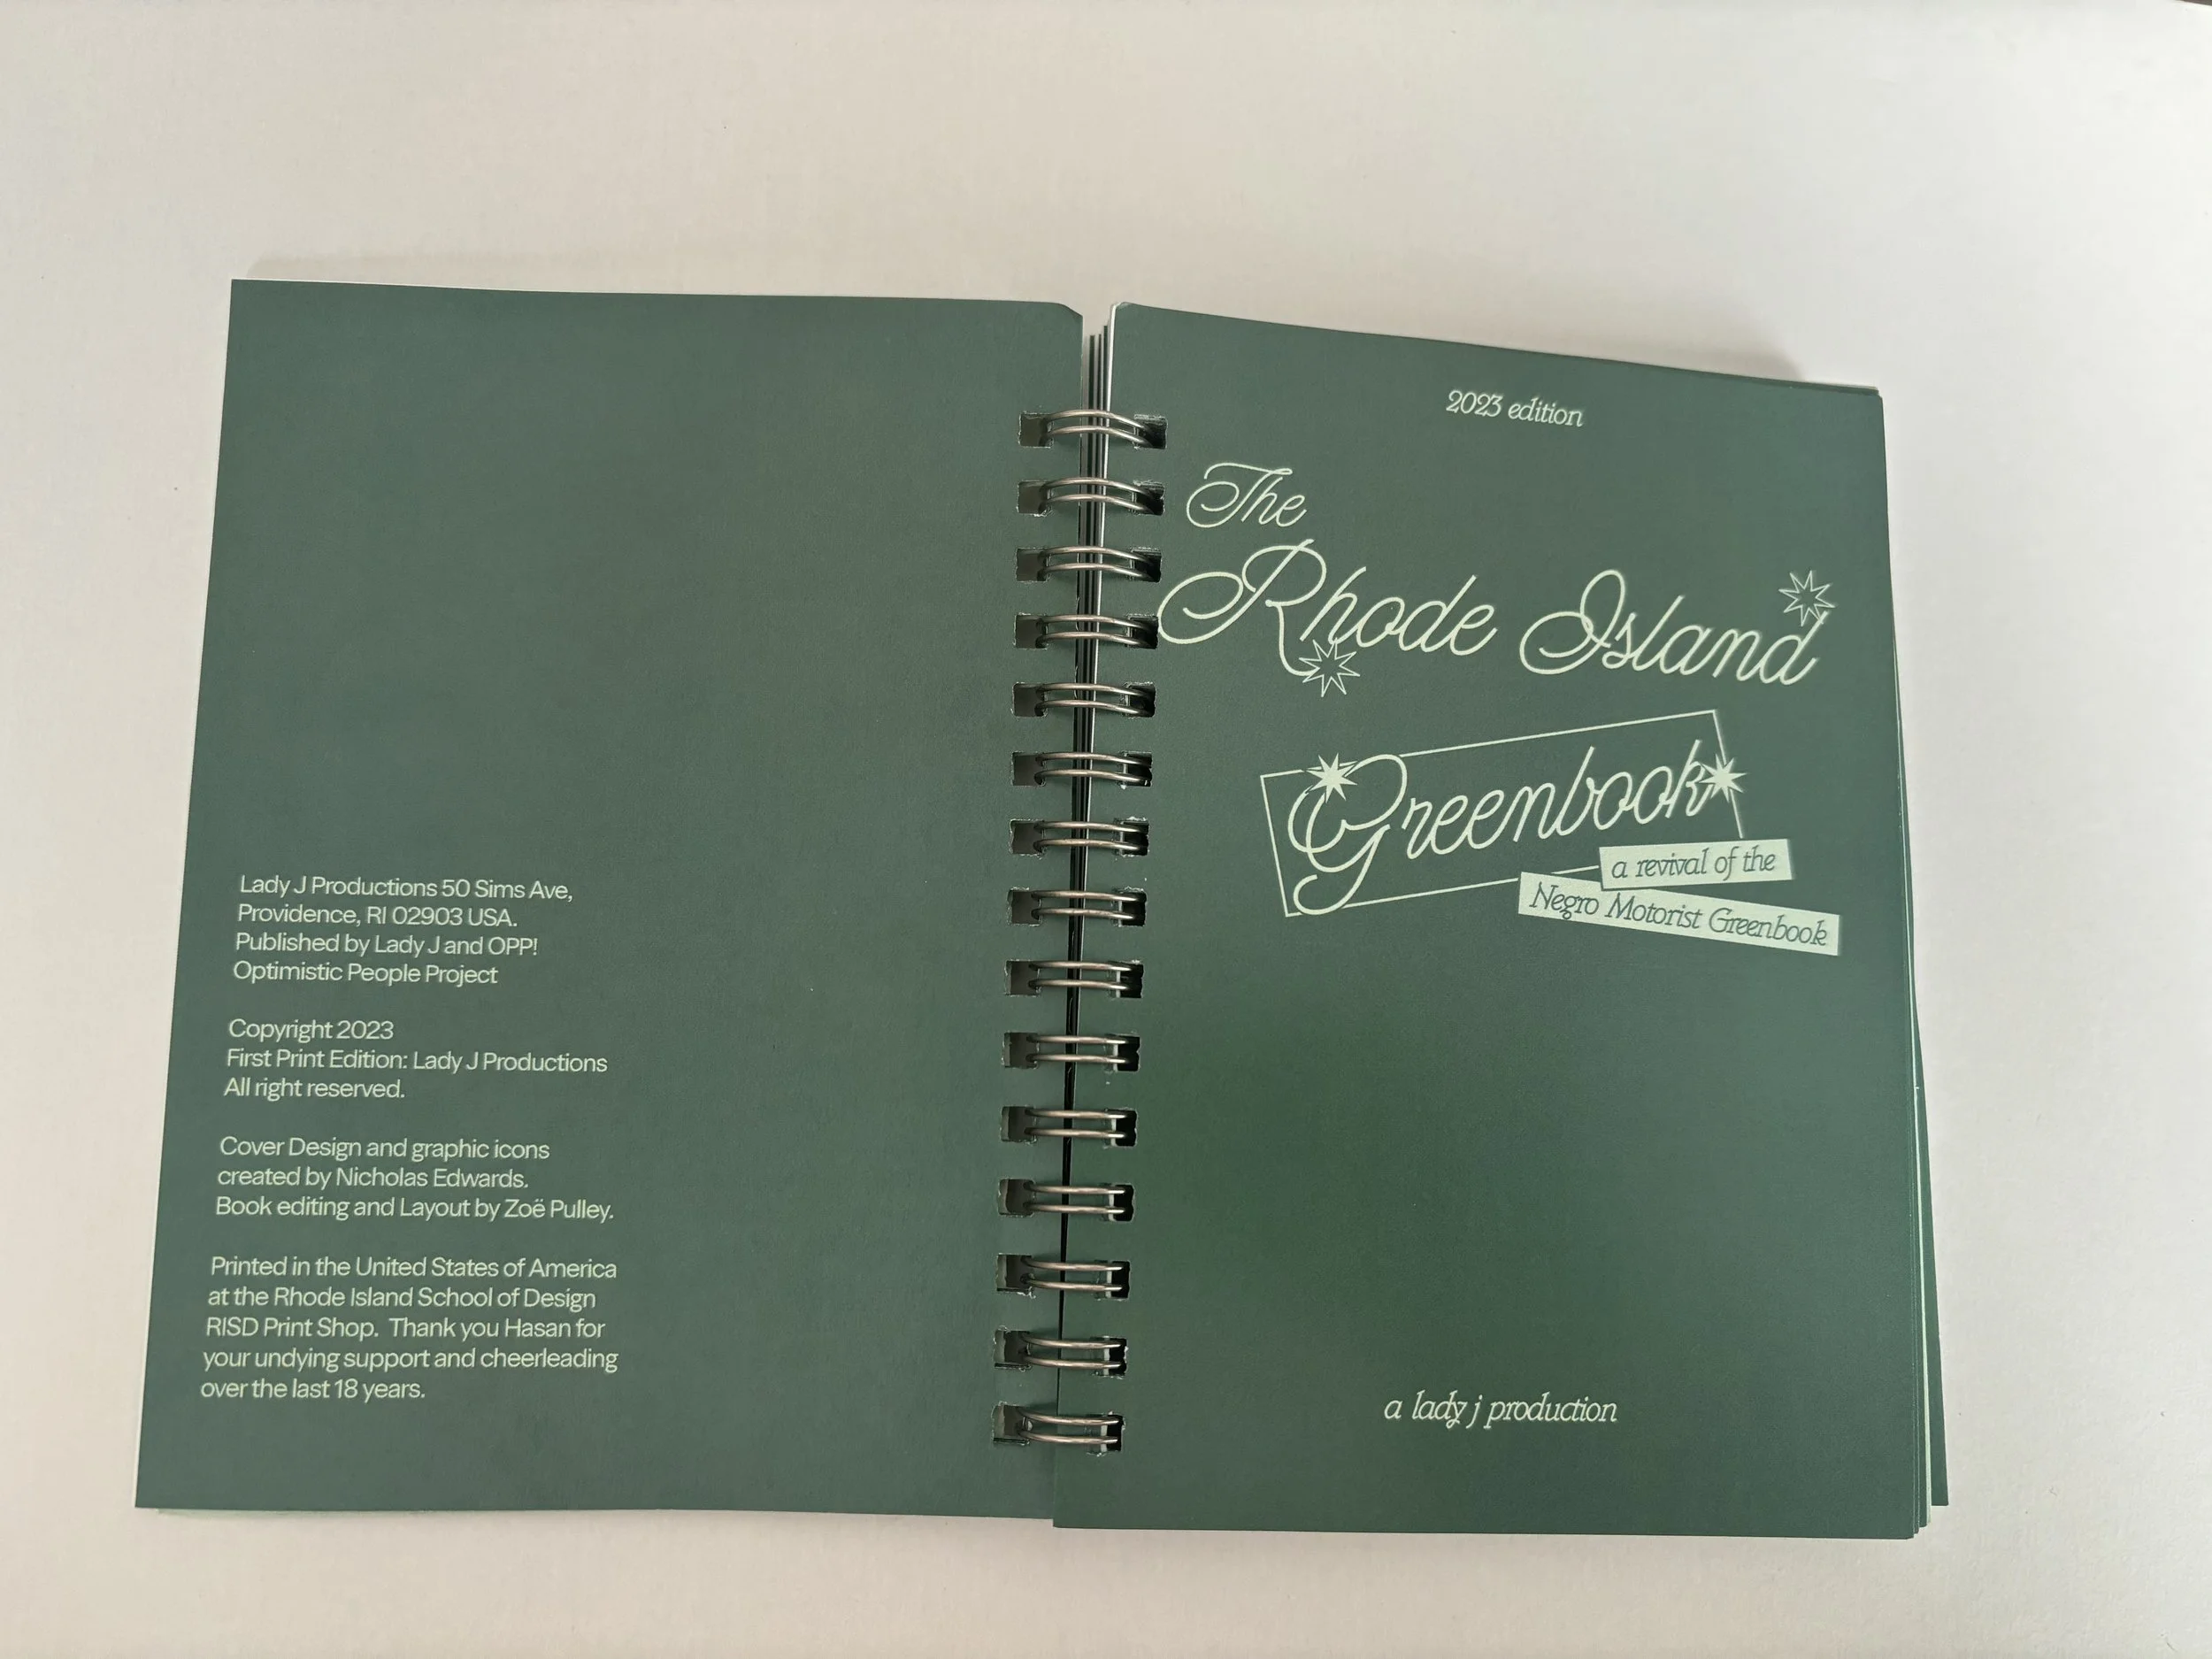 Lady J Productions 50 Sims Ave,
Providence, RI 02903 USA.
Published by Lady J and OPP!
Optimistic People Project
Copyright 2023
First Print Edition: Lady J Productions
All right reserved.
Cover Design and graphic icons
created by Nicholas Edwards.
Book editing and Layout by Zoë Pulley.
Printed in the United States of America
at the Rhode Island School of Design
RISD Print Shop.  Thank you Hasan for
your undying support and cheerleading
over the last 18 years.
2023 edition
The
Rhode Island
Greenbook
a revival of the
Negro Motorist Greenbook
a lady j production